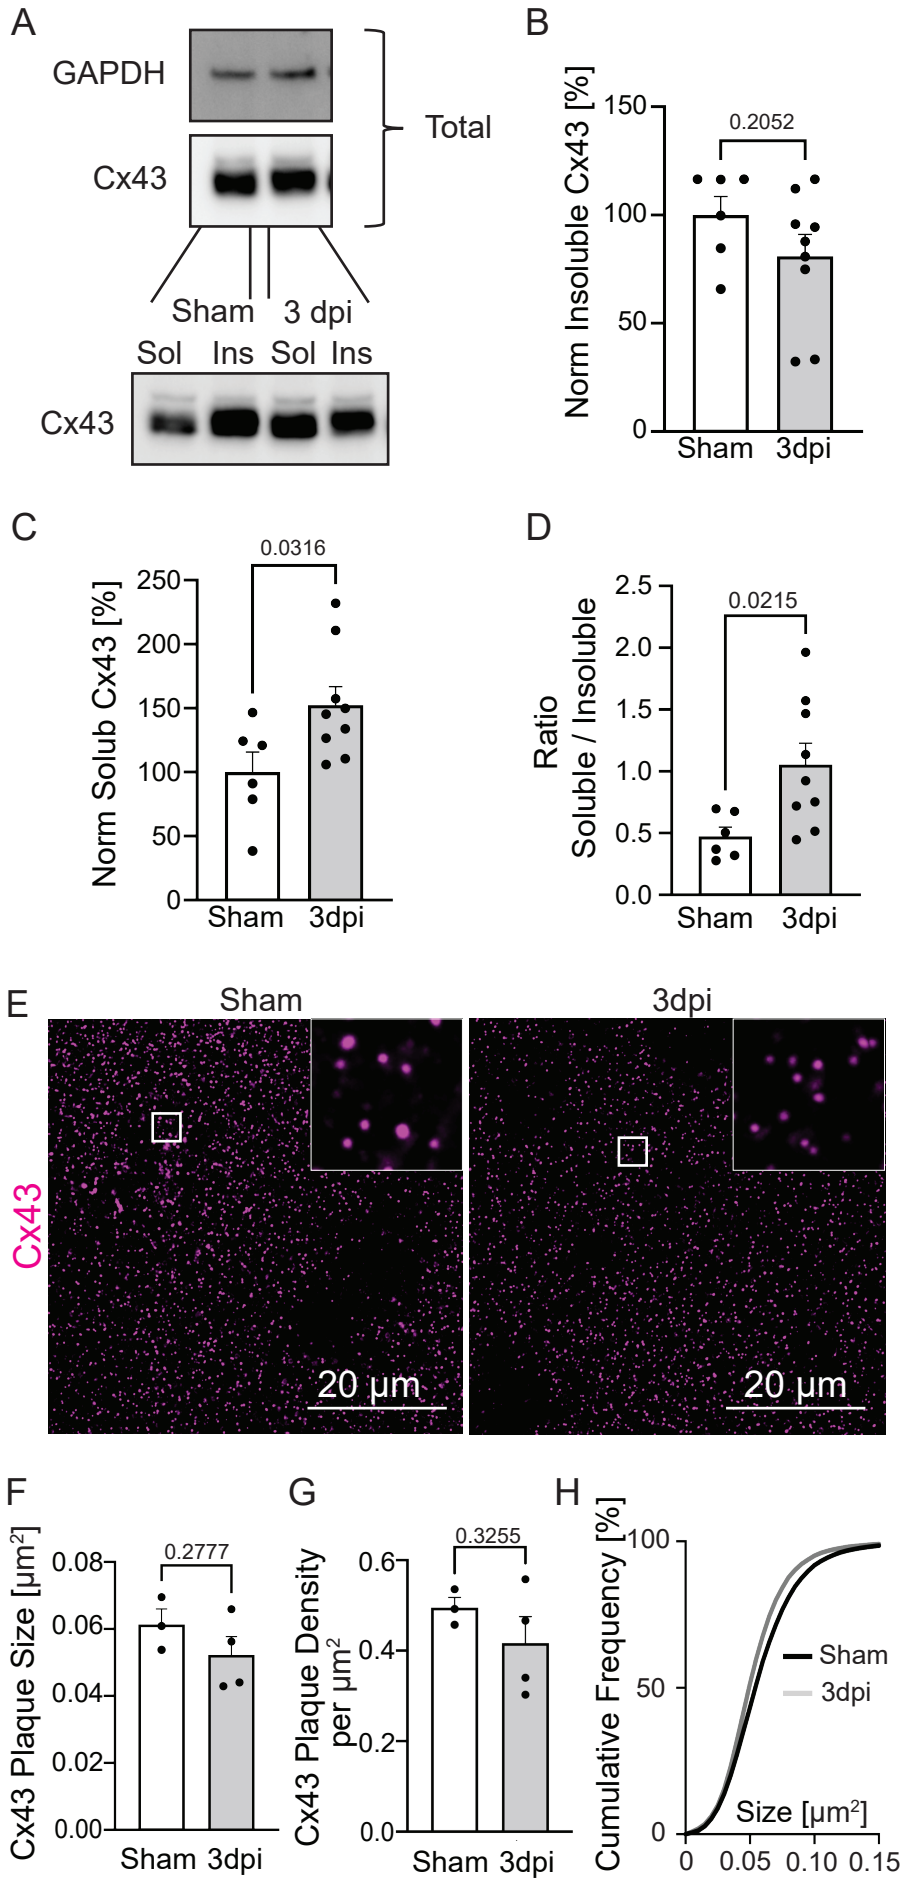 A
GAPDH
Cx43
Total
Sham 3 dpi
Sol Ins Sol Ins
Cx43
B
Norm Insoluble Cx43 [%]
150
100
50
0
0.2052
Sham 3dpi
C
Norm Solub Cx43 [%]
250
200
150
100
50
0
0.0316
Sham 3dpi
D
Ratio
Soluble / Insoluble
2.5
2.0
1.5
1.0
0.5
0.0
0.0215
Sham 3dpi
E
Sham
3dpi
Cx43
20 µm
20 µm
F
Cx43 Plaque Size [µm²]
0.08
0.06
0.04
0.02
0.00
0.2777
Sham 3dpi
G
Cx43 Plaque Density
per µm²
0.6
0.4
0.2
0.0
0.3255
Sham 3dpi
H
Cumulative Frequency [%]
100
50
0
Sham
3dpi
Size [µm²]
0 0.05 0.10 0.15